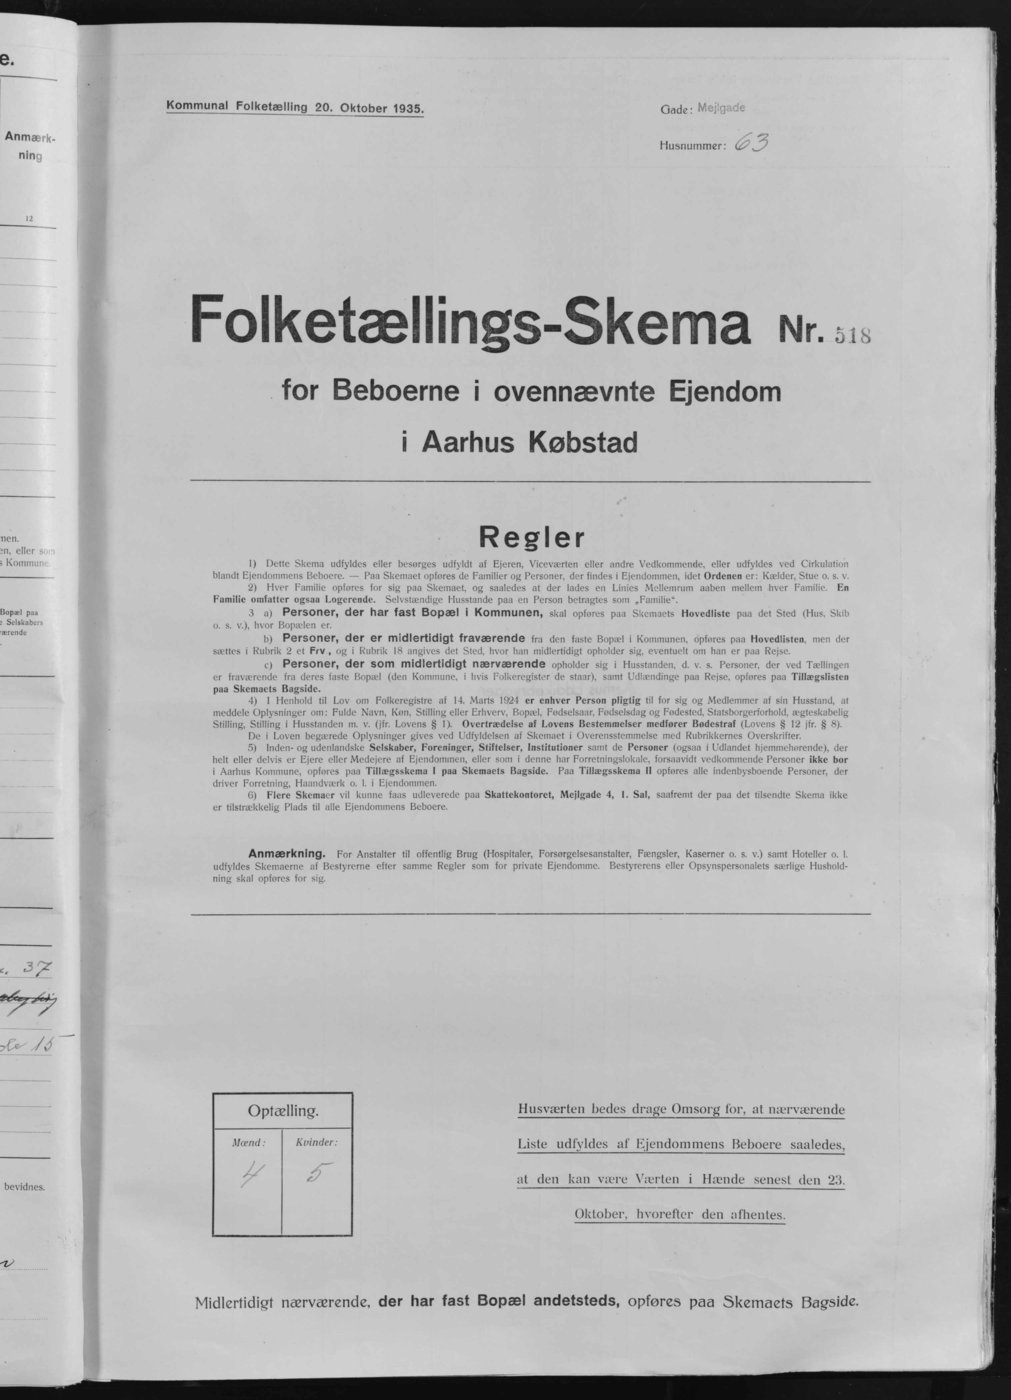 e.
Anmærk-
ning
12
nen.
en, eller som
s Kommune.
Bopæl paa
e Selskabers
værende
. 37
ole 15
bevidnes.
Kommunal Folketælling 20. Oktober 1935.
Gade: Mejlgade
Husnummer: 63
Folketællings-Skema Nr. 518
for Beboerne i ovennævnte Ejendom
i Aarhus Købstad
Regler
1) Dette Skema udfyldes eller besørges udfyldt af Ejeren, Viceværten eller andre Vedkommende, eller udfyldes ved Cirkulation
blandt Ejendommens Beboere. — Paa Skemaet opføres de Familier og Personer, der findes i Ejendommen, idet Ordenen er: Kælder, Stue o. s. v.
2) Hver Familie opføres for sig paa Skemaet, og saaledes at der lades en Linies Mellemrum aaben mellem hver Familie. En
Familie omfatter ogsaa Logerende. Selvstændige Husstande paa en Person betragtes som „Familie“.
3 a) Personer, der har fast Bopæl i Kommunen, skal opføres paa Skemaets Hovedliste paa det Sted (Hus, Skib
o. s. v.), hvor Bopælen er.
b) Personer, der er midlertidigt fraværende fra den faste Bopæl i Kommunen, opføres paa Hovedlisten, men der
sættes i Rubrik 2 et Frv., og i Rubrik 18 angives det Sted, hvor han midlertidigt opholder sig, eventuelt om han er paa Rejse.
c) Personer, der som midlertidigt nærværende opholder sig i Husstanden, d. v. s. Personer, der ved Tællingen
er fraværende fra deres faste Bopæl (den Kommune, i hvis Folkeregister de staar), samt Udlændinge paa Rejse, opføres paa Tillægslisten
paa Skemaets Bagside.
4) I Henhold til Lov om Folkeregistre af 14. Marts 1924 er enhver Person pligtig til for sig og Medlemmer af sin Husstand, at
meddele Oplysninger om: Fulde Navn, Køn, Stilling eller Erhverv, Bopæl, Fødselsaar, Fødselsdag og Fødested, Statsborgerforhold, ægteskabelig
Stilling, Stilling i Husstanden m. v. (jfr. Lovens § 1). Overtrædelse af Lovens Bestemmelser medfører Bødestraf (Lovens § 12 jfr. § 8).
De i Loven begærede Oplysninger gives ved Udfyldelsen af Skemaet i Overensstemmelse med Rubrikkernes Overskrifter.
5) Inden- og udenlandske Selskaber, Foreninger, Stiftelser, Institutioner samt de Personer (ogsaa i Udlandet hjemmehørende), der
helt eller delvis er Ejere eller Medejere af Ejendommen, eller som i denne har Forretningslokale, forsaavidt vedkommende Personer ikke bor
i Aarhus Kommune, opføres paa Tillægsskema I paa Skemaets Bagside. Paa Tillægsskema II opføres alle indenbysboende Personer, der
driver Forretning, Haandværk o. l. i Ejendommen.
6) Flere Skemaer vil kunne faas udleverede paa Skattekontoret, Mejlgade 4, 1. Sal, saafremt der paa det tilsendte Skema ikke
er tilstrækkelig Plads til alle Ejendommens Beboere.
Anmærkning. For Anstalter til offentlig Brug (Hospitaler, Forsørgelsesanstalter, Fængsler, Kaserner o. s. v.) samt Hoteller o. l.
udfyldes Skemaerne af Bestyrerne efter samme Regler som for private Ejendomme. Bestyrerens eller Opsynspersonalets særlige Hushold-
ning skal opføres for sig.
Optælling.
Mænd: Kvinder:
4 5
Husværten bedes drage Omsorg for, at nærværende
Liste udfyldes af Ejendommens Beboere saaledes,
at den kan være Værten i Hænde senest den 23.
Oktober, hvorefter den afhentes.
Midlertidigt nærværende, der har fast Bopæl andetsteds, opføres paa Skemaets Bagside.